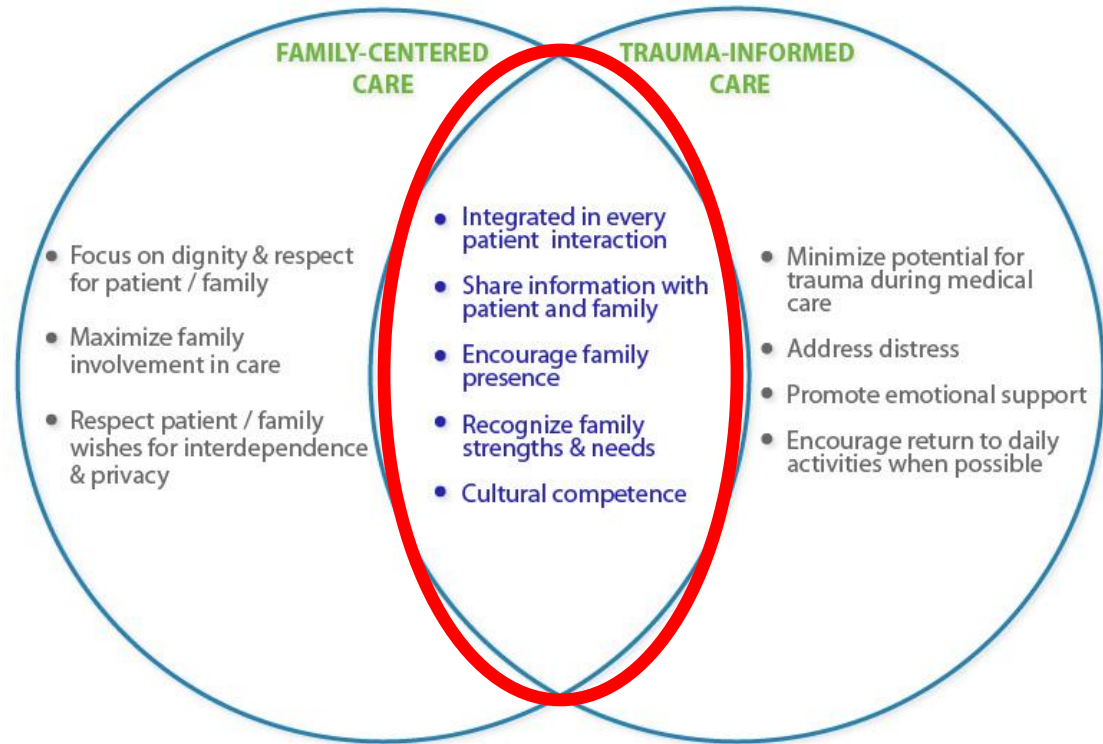 FAMILY-CENTERED
CARE
TRAUMA-INFORMED
CARE
• Focus on dignity & respect
for patient / family
• Maximize family
involvement in care
• Respect patient / family
wishes for interdependence
& privacy
• Integrated in every
patient interaction
• Share information with
patient and family
• Encourage family
presence
• Recognize family
strengths & needs
• Cultural competence
• Minimize potential for
trauma during medical
care
• Address distress
• Promote emotional support
• Encourage return to daily
activities when possible